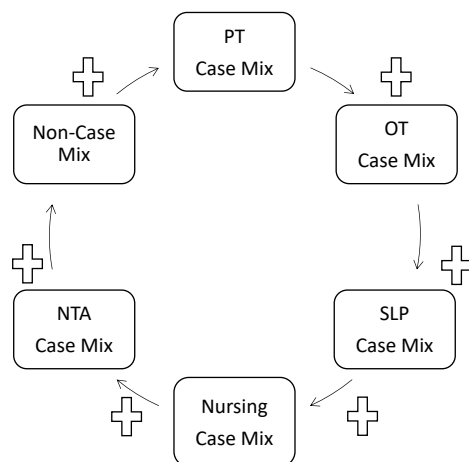 PT
Case Mix
OT
Case Mix
SLP
Case Mix
Nursing
Case Mix
NTA
Case Mix
Non-Case
Mix